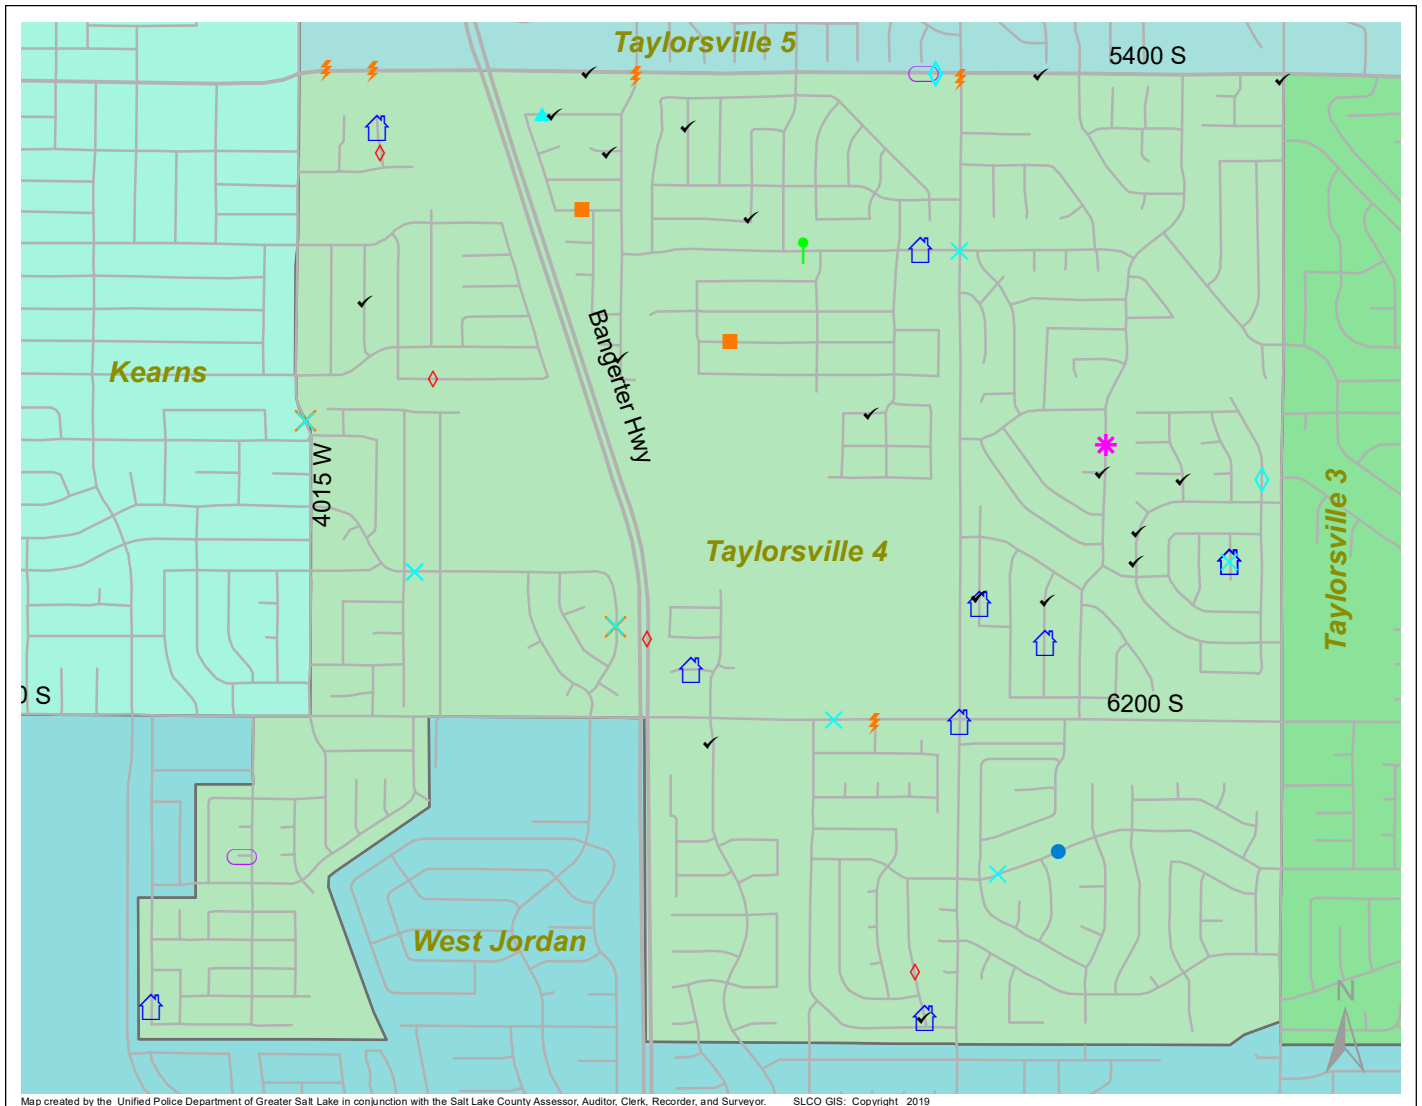 Taylorsville 5
5400 S
Bangerter Hwy
Kearns
4015 W
Taylorsville 4
Taylorsville 3
0 S
6200 S
West Jordan
N
Map created by the Unified Police Department of Greater Salt Lake in conjunction with the Salt Lake County Assessor, Auditor, Clerk, Recorder, and Surveyor. SLCO GIS: Copyright 2019